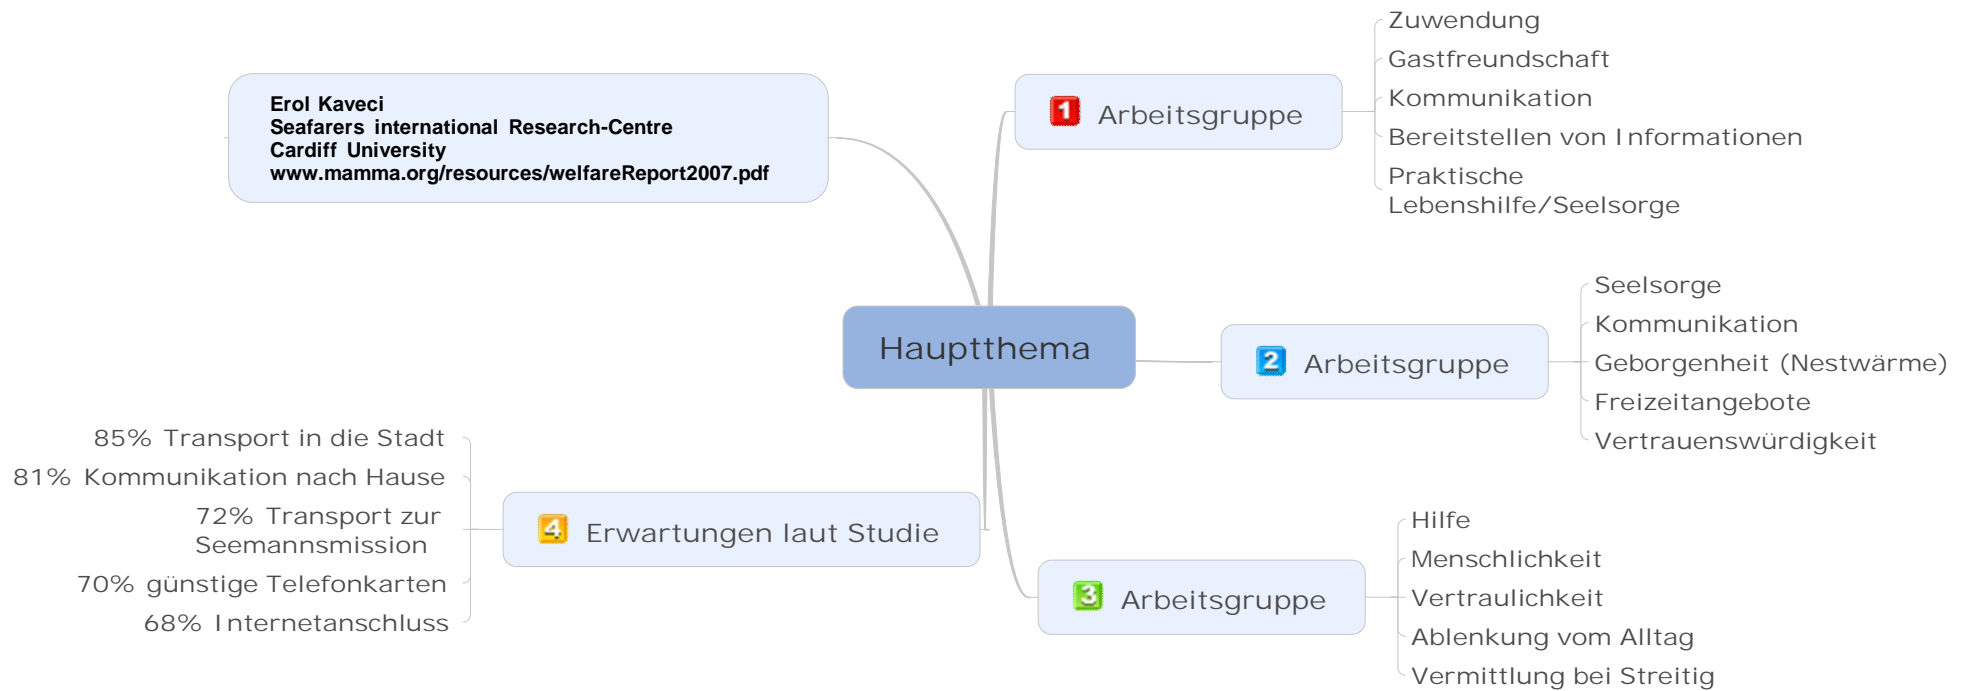 Erol Kaveci
Seafarers international Research-Centre
Cardiff University
www.mamma.org/resources/welfareReport2007.pdf
1 Arbeitsgruppe
Zuwendung
Gastfreundschaft
Kommunikation
Bereitstellen von Informationen
Praktische
Lebenshilfe/Seelsorge
Hauptthema
2 Arbeitsgruppe
Seelsorge
Kommunikation
Geborgenheit (Nestwärme)
Freizeitangebote
Vertrauenswürdigkeit
85% Transport in die Stadt
81% Kommunikation nach Hause
72% Transport zur
Seemannsmission
70% günstige Telefonkarten
68% Internetanschluss
4 Erwartungen laut Studie
3 Arbeitsgruppe
Hilfe
Menschlichkeit
Vertraulichkeit
Ablenkung vom Alltag
Vermittlung bei Streitig